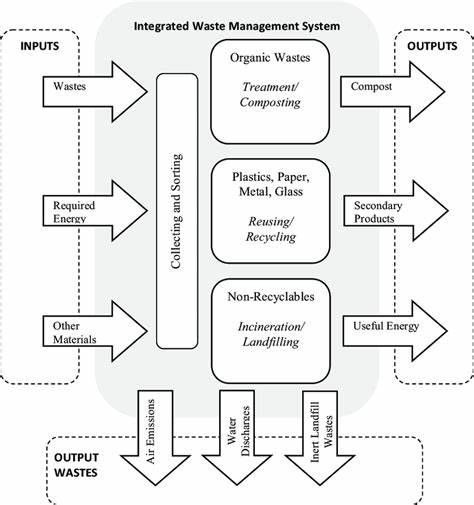 Integrated Waste Management System
INPUTS
OUTPUTS
Wastes
Required
Energy
Other
Materials
Collecting and Sorting
Organic Wastes
Treatment/
Composting
Plastics, Paper,
Metal, Glass
Reusing/
Recycling
Non-Recyclables
Incineration/
Landfilling
Compost
Secondary
Products
Useful Energy
Air Emissions
Water
Discharges
Inert Landfill
Wastes
OUTPUT
WASTES